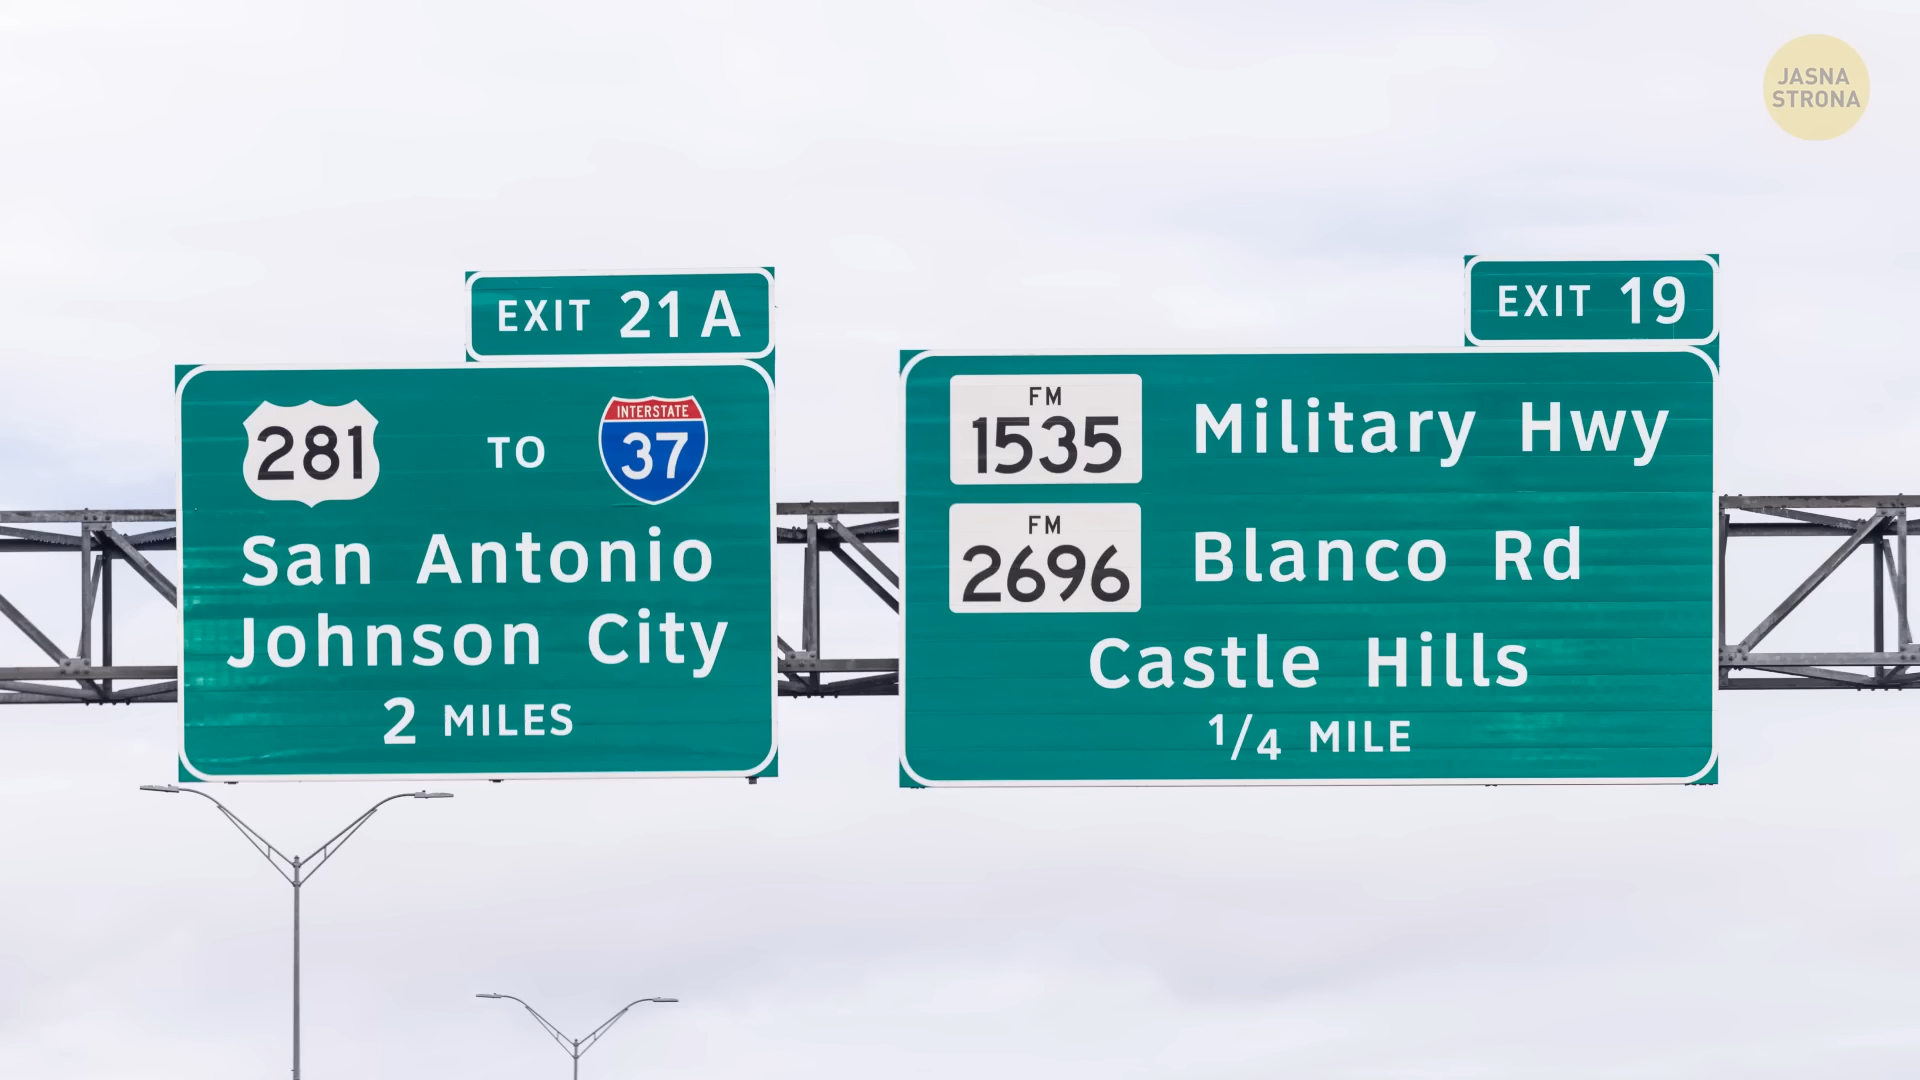 JASNA
STRONA
EXIT 21 A
281 TO INTERSTATE 37
San Antonio
Johnson City
2 MILES
EXIT 19
FM 1535 Military Hwy
FM 2696 Blanco Rd
Castle Hills
1/4 MILE